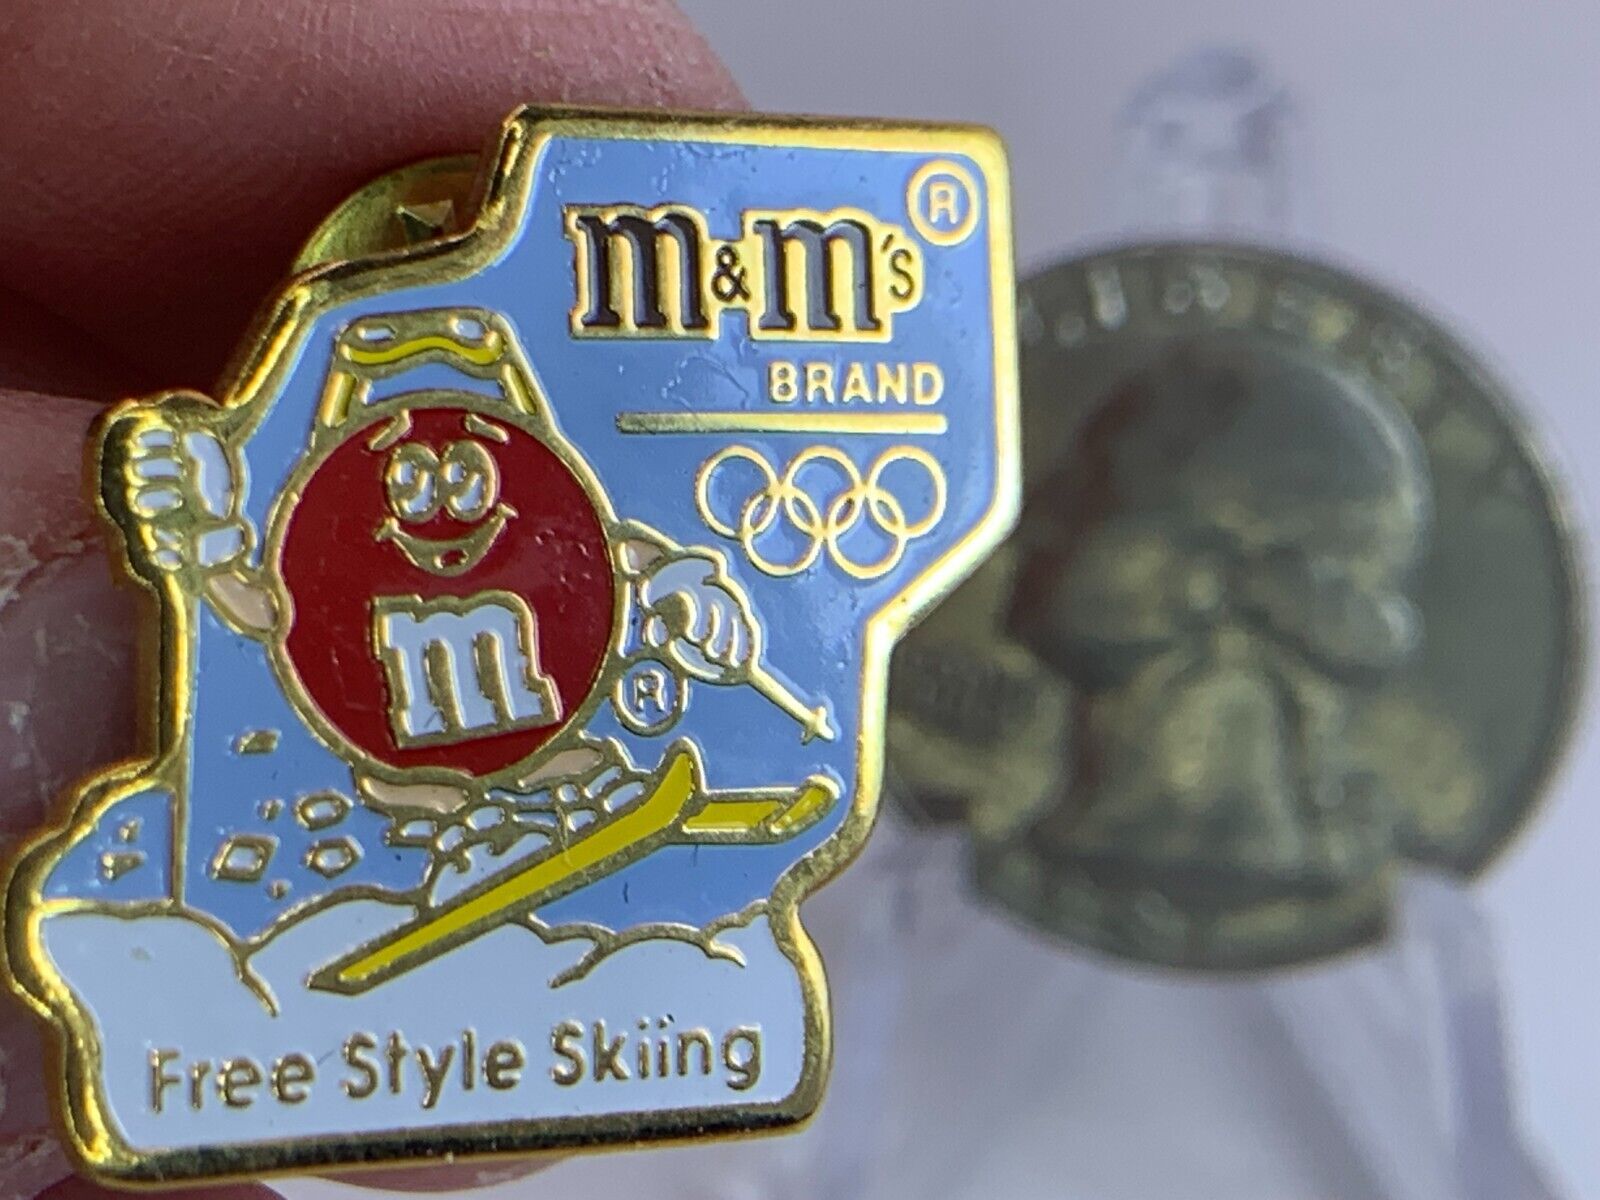 m&m's ®
BRAND
m ®
Free Style Skiing